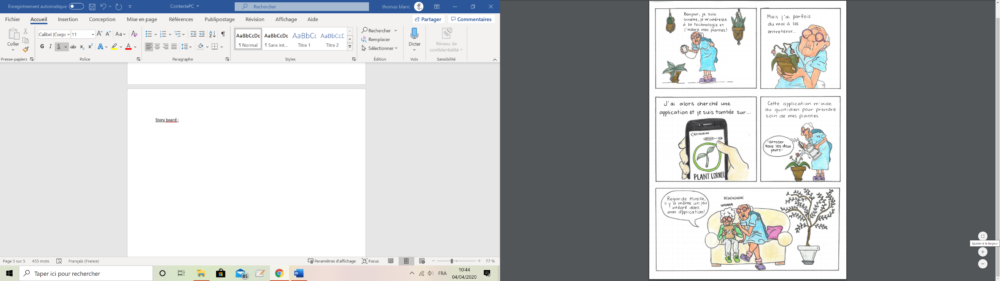 Enregistrement automatique
ContextePC
Rechercher
thomas blanc
Fichier Accueil Insertion Conception Mise en page Références Publipostage Révision Affichage Aide
Partager Commentaires
Coller
Calibri (Corps 11
AaBbCcDc AaBbCcDc AaBbCc AaBbCcD
¶ Normal ¶ Sans int... Titre 1 Titre 2
Rechercher
Remplacer
Sélectionner
Dicter
Niveau de
confidentialité
Presse-papiers Police Paragraphe Styles Édition Voix Sensibilité
Story board :
Page 5 sur 5 455 mots Français (France)
Paramètres d'affichage Focus 77 %
Taper ici pour rechercher
85
FRA
10:44
04/04/2020
Bonjour, je suis
Ginette, je m'intéresse
à la technologie et
j'adore mes plantes!
Mais j'ai parfois
du mal à les
entretenir...
J'ai alors cherché une
application et je suis tombée sur...
RECHERCHE
OBTENIR
PLANT CORNER
Cette application m'aide
au quotidien pour prendre
soin de mes plantes
"arroser
tous les deux
jours"
Regarde Mireille,
il y a même un jeu
intégré dans
mon application!
HiHiHiHiHi
HAHAHA
Ajuster à la largeur